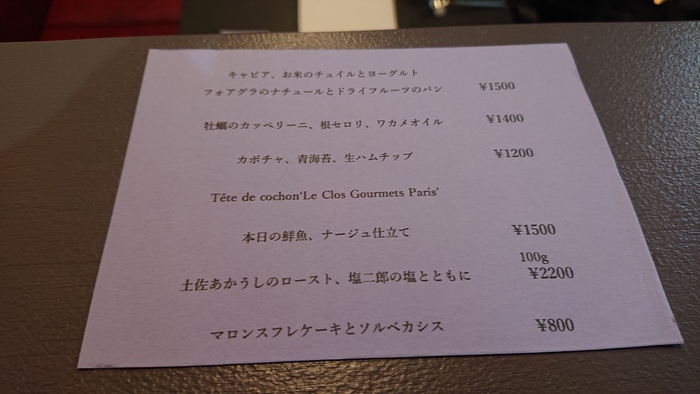 キャビア、お米のチュイルとヨーグルト
フォアグラのナチュールとドライフルーツのパン ¥1500
牡蠣のカッペリーニ、根セロリ、ワカメオイル ¥1400
カボチャ、青海苔、生ハムチップ ¥1200
Tête de cochon‘Le Clos Gourmets Paris’
本日の鮮魚、ナージュ仕立て ¥1500
100g
土佐あかうしのロースト、塩二郎の塩とともに ¥2200
マロンスフレケーキとソルベカシス ¥800